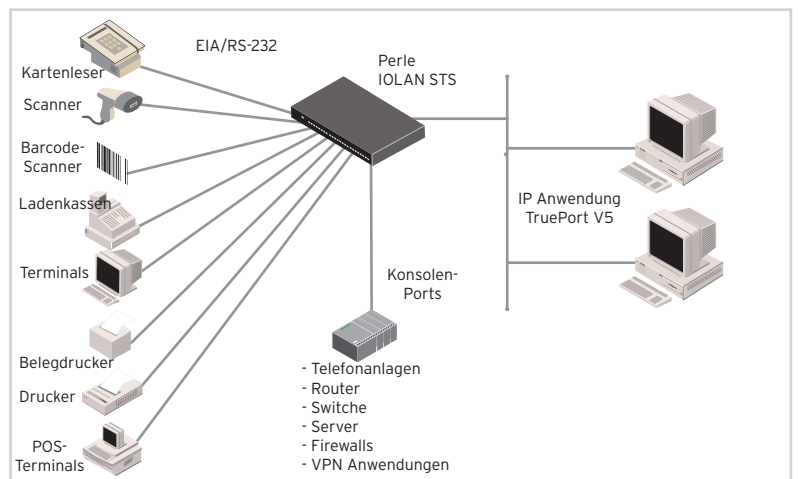 EIA/RS-232
Perle
IOLAN STS
Kartenleser
Scanner
Barcode-
Scanner
Ladenkassen
Terminals
Belegdrucker
Drucker
POS-
Terminals
IP Anwendung
TruePort V5
Konsolen-
Ports
- Telefonanlagen
- Router
- Switche
- Server
- Firewalls
- VPN Anwendungen